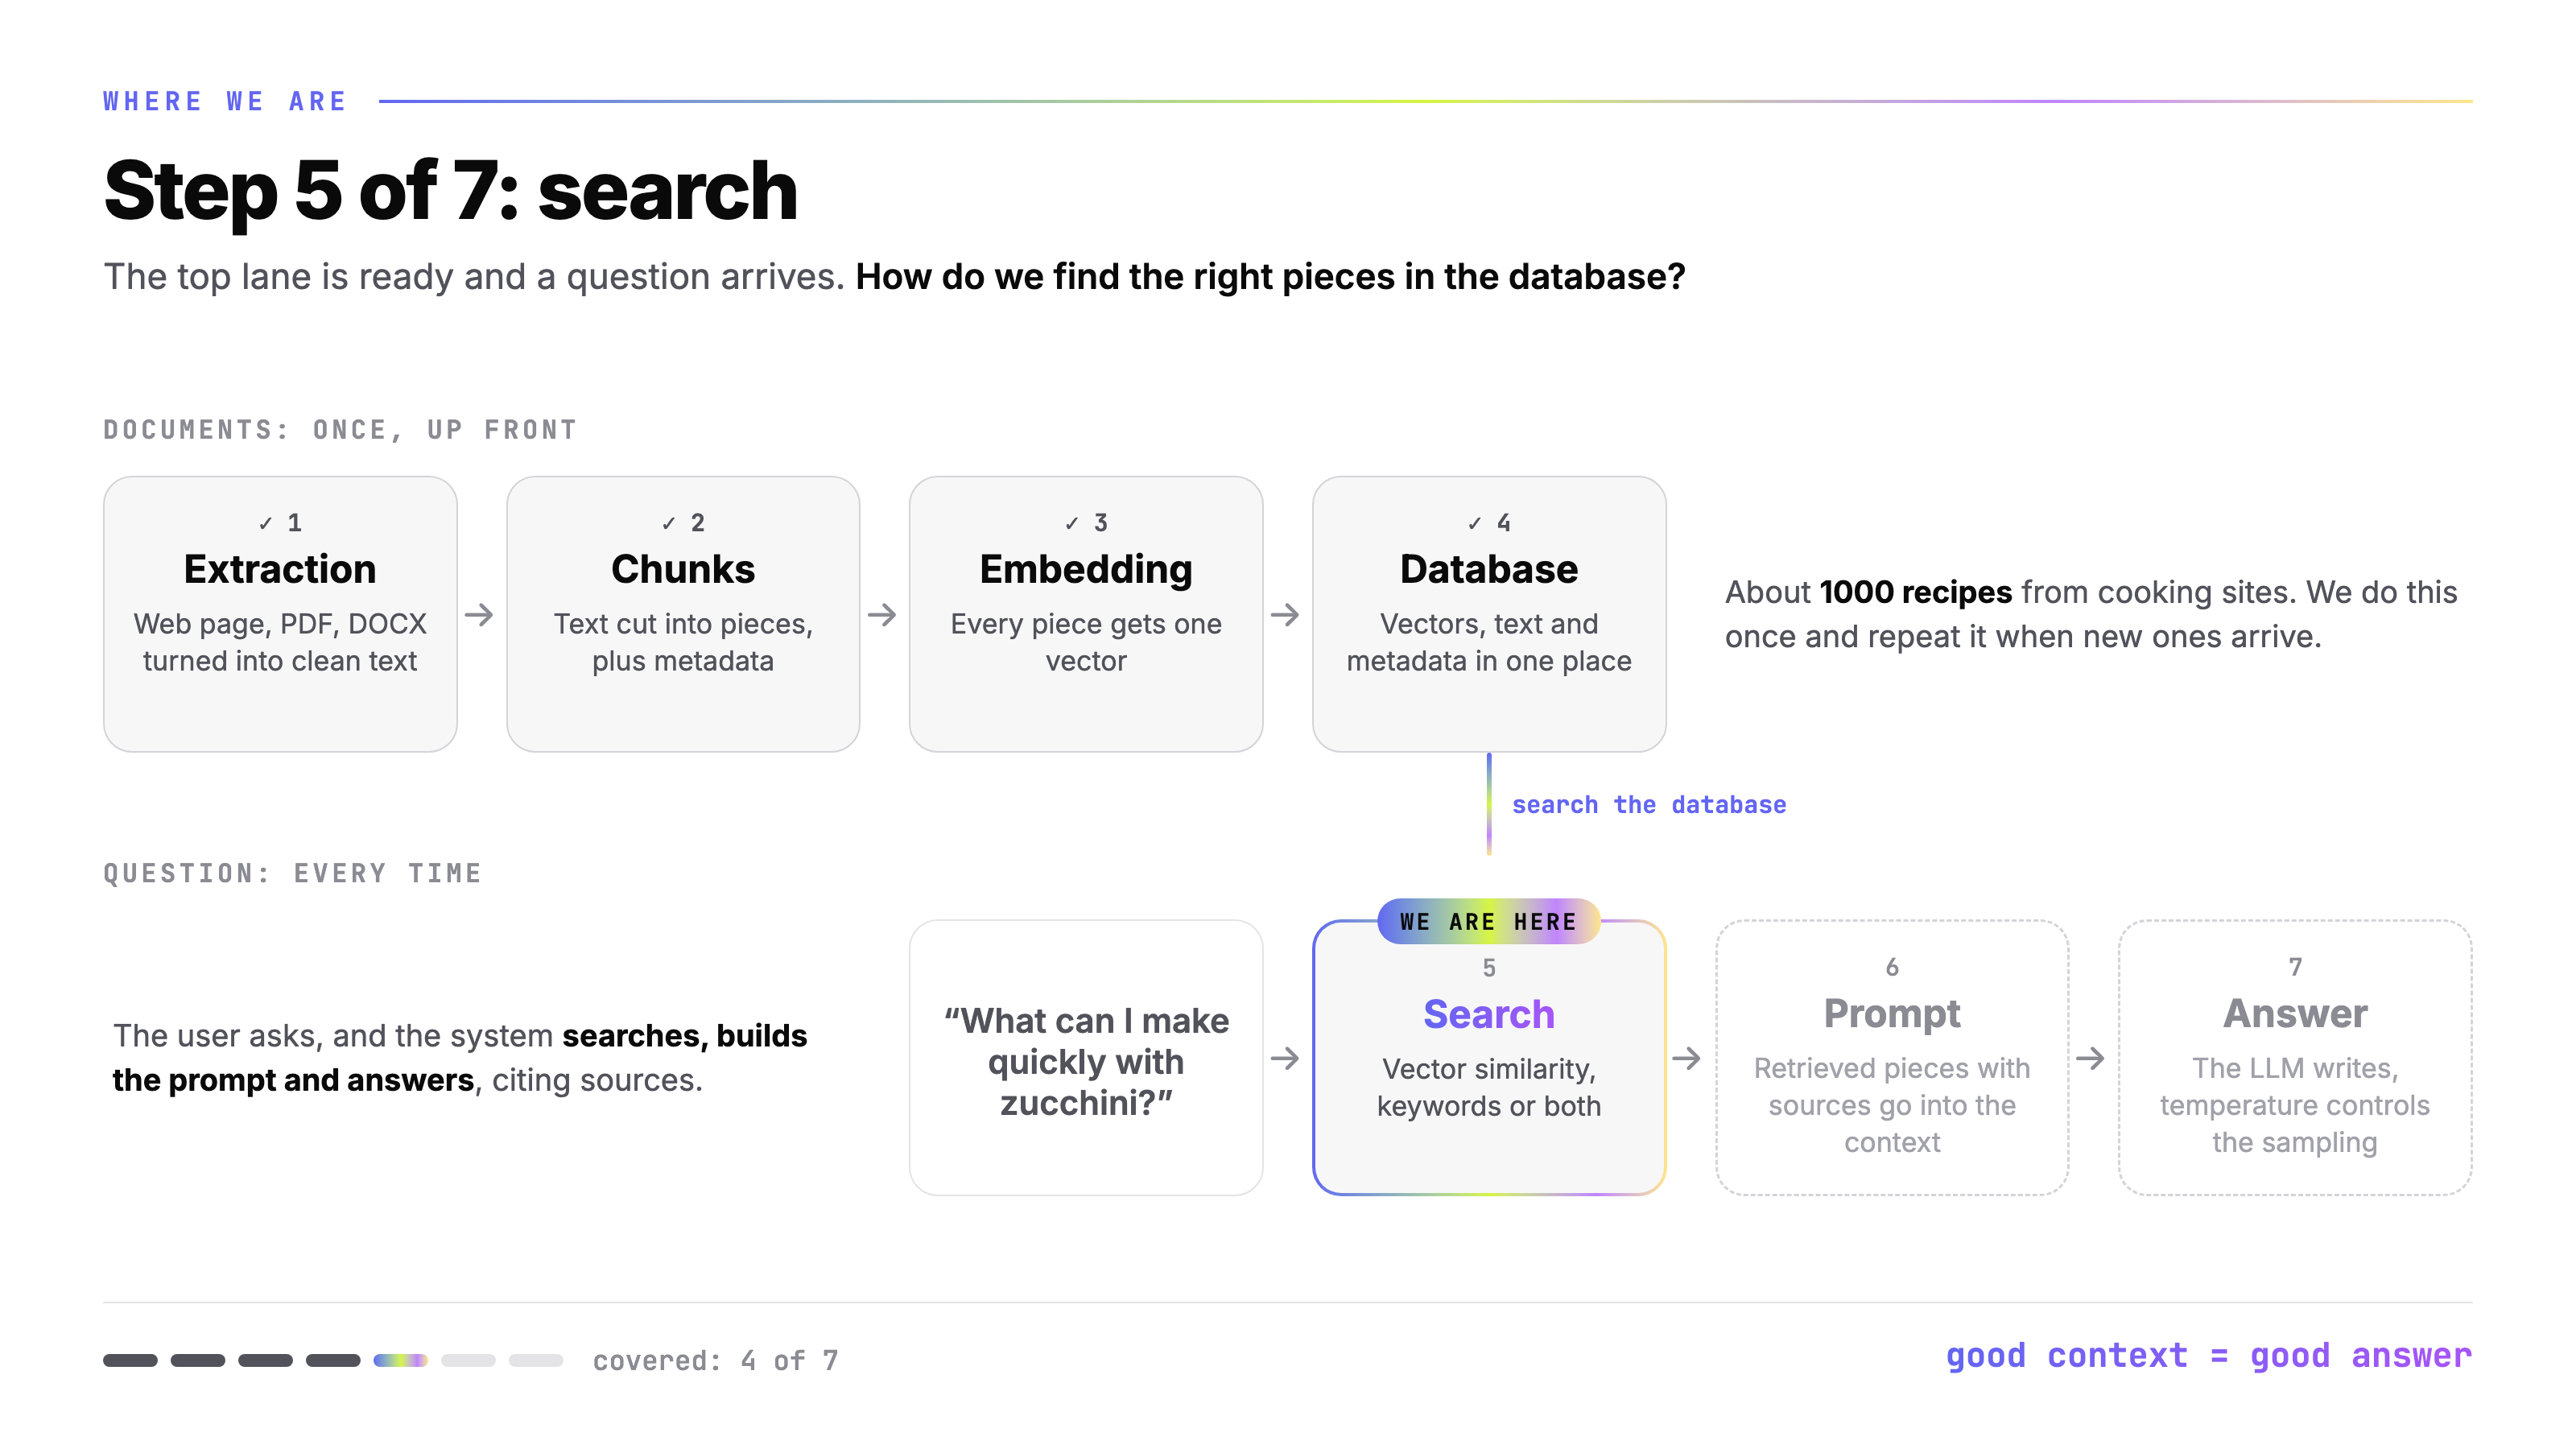 WHERE WE ARE
Step 5 of 7: search
The top lane is ready and a question arrives. How do we find the right pieces in the database?
DOCUMENTS: ONCE, UP FRONT
✓ 1
Extraction
Web page, PDF, DOCX
turned into clean text
✓ 2
Chunks
Text cut into pieces,
plus metadata
✓ 3
Embedding
Every piece gets one
vector
✓ 4
Database
Vectors, text and
metadata in one place
About 1000 recipes from cooking sites. We do this
once and repeat it when new ones arrive.
search the database
QUESTION: EVERY TIME
The user asks, and the system searches, builds
the prompt and answers, citing sources.
“What can I make
quickly with
zucchini?”
WE ARE HERE
5
Search
Vector similarity,
keywords or both
6
Prompt
Retrieved pieces with
sources go into the
context
7
Answer
The LLM writes,
temperature controls
the sampling
covered: 4 of 7
good context = good answer